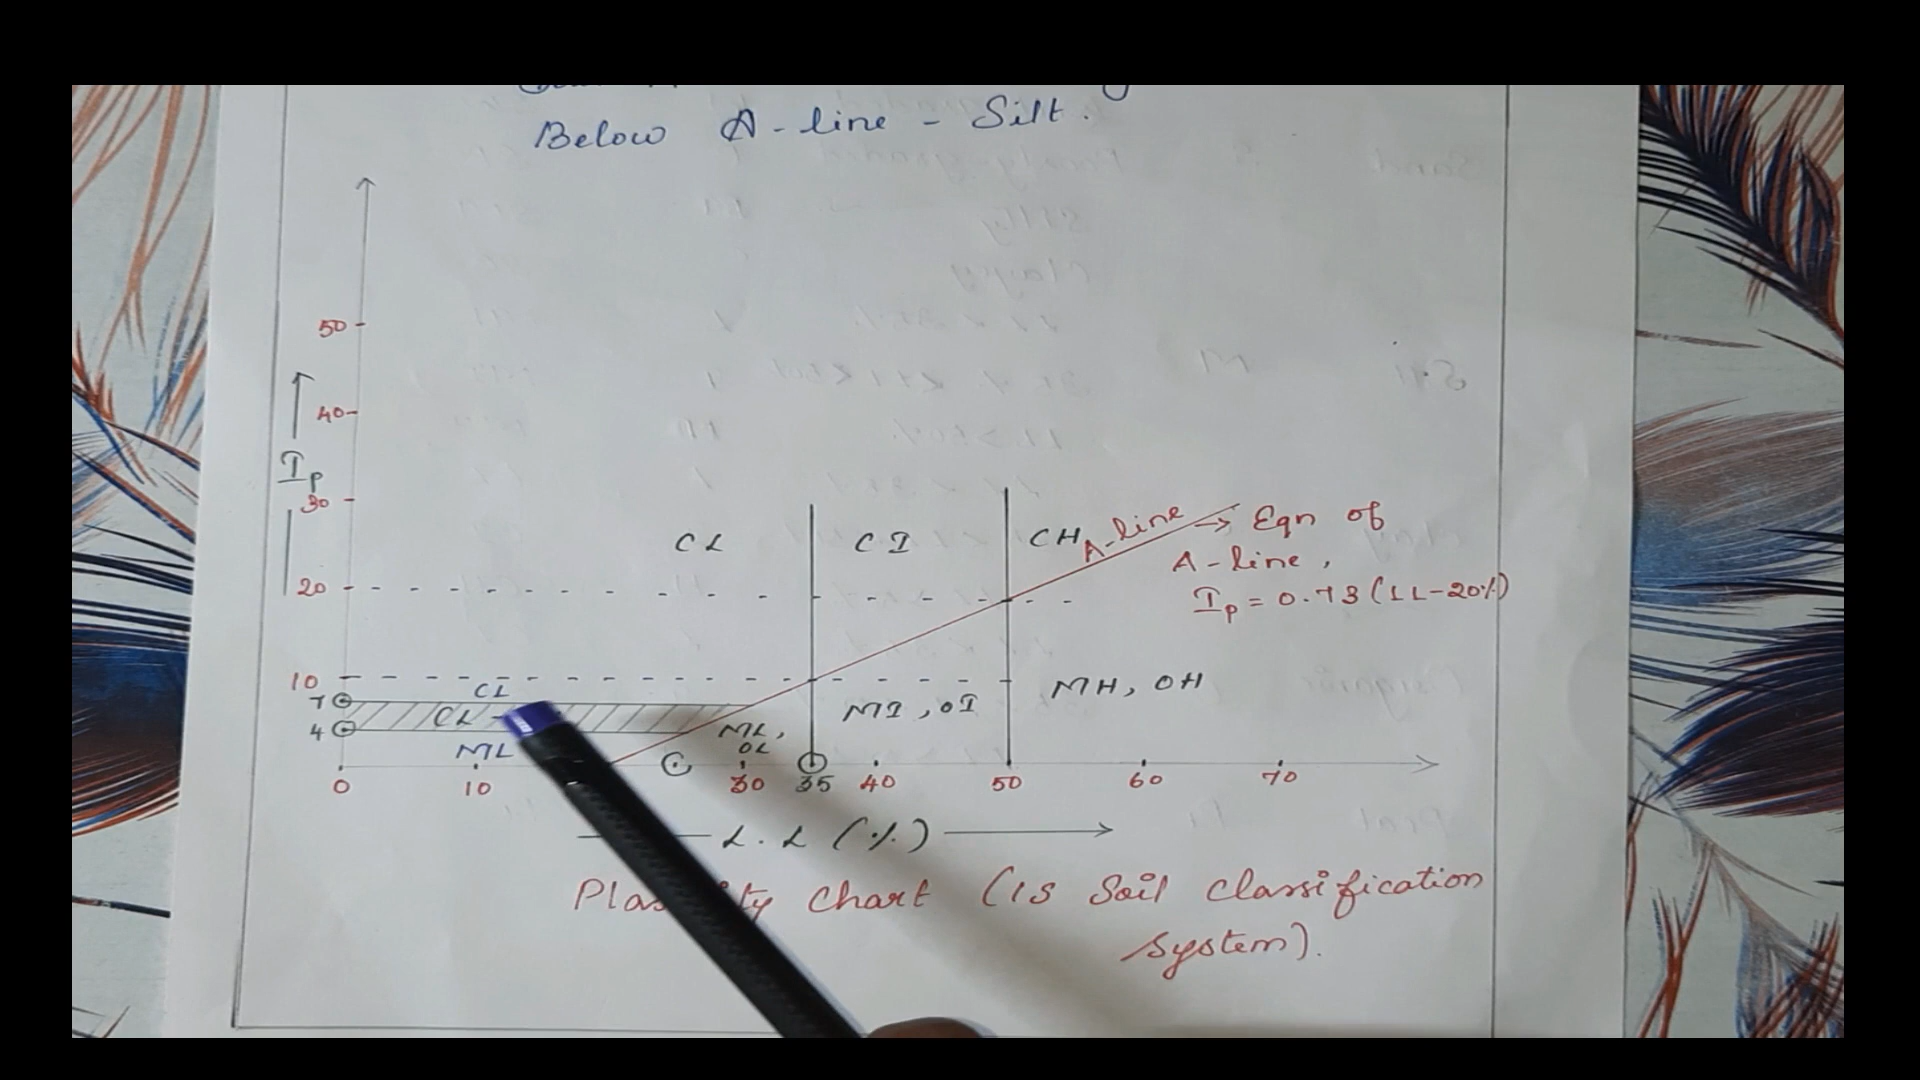 Below A-line - Silt.
50
40
Ip
30
CL CI CH A-line → Eqn of
A-line,
20
Ip = 0.73 (LL-20%)
10
CL
MH, OH
7
CL -
MI, OI
4
ML
ML,
OL
C
0 10 30 35 40 50 60 70
L.L (%)
Chart (IS Soil Classification
system).